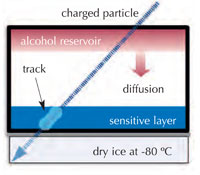 charged particle
alcohol reservoir
track
diffusion
sensitive layer
dry ice at -80 ºC